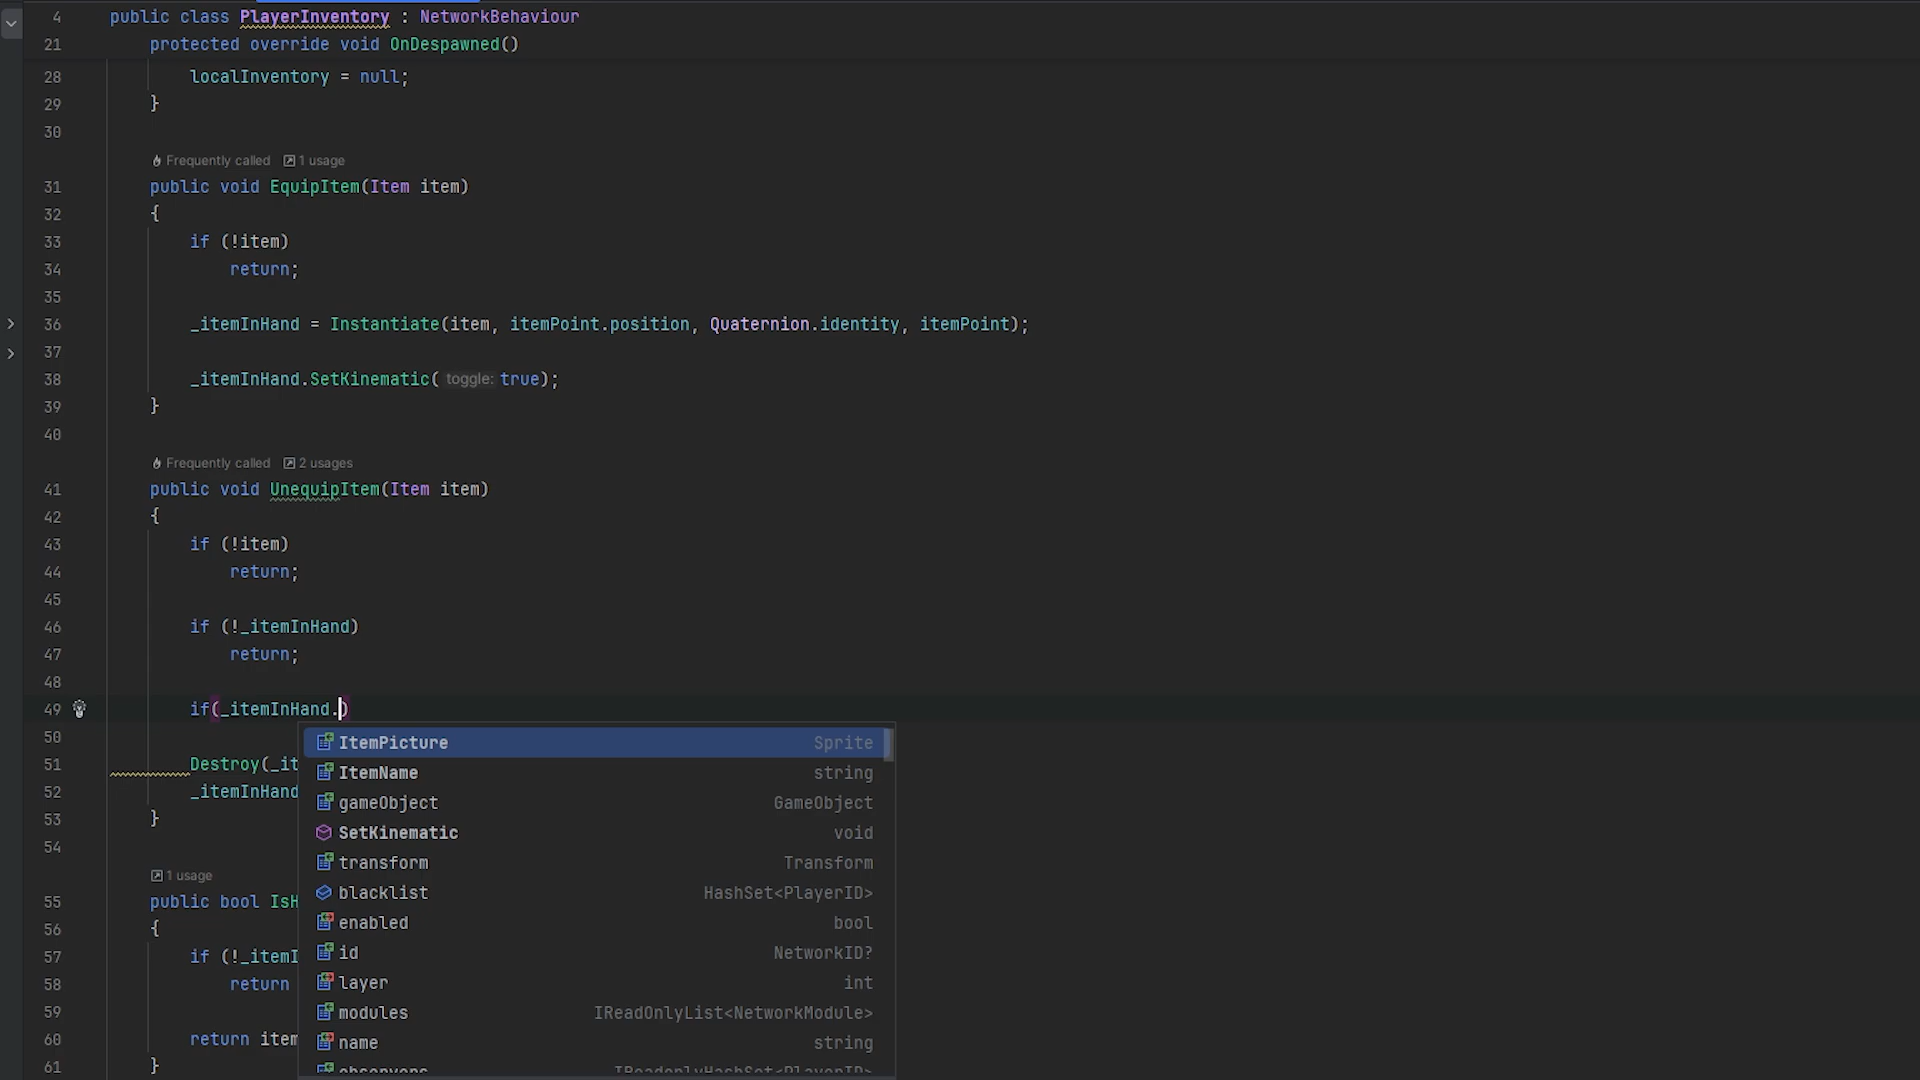 4 public class PlayerInventory : NetworkBehaviour
21 protected override void OnDespawned()
28 localInventory = null;
29 }
30
Frequently called 1 usage
31 public void EquipItem(Item item)
32 {
33 if (!item)
34 return;
35
36 _itemInHand = Instantiate(item, itemPoint.position, Quaternion.identity, itemPoint);
37
38 _itemInHand.SetKinematic( toggle: true);
39 }
40
Frequently called 2 usages
41 public void UnequipItem(Item item)
42 {
43 if (!item)
44 return;
45
46 if (!_itemInHand)
47 return;
48
49 if(_itemInHand.)
50
ItemPicture Sprite
51 Destroy(_it
ItemName string
52 _itemInHand
gameObject GameObject
53 }
SetKinematic void
54
transform Transform
1 usage
blacklist HashSet<PlayerID>
55 public bool IsH
enabled bool
56 {
57 if (!_itemI
id NetworkID?
58 return
layer int
59
modules IReadOnlyList<NetworkModule>
60 return item
name string
61 }
observers IReadonlyHashSet<PlayerID>